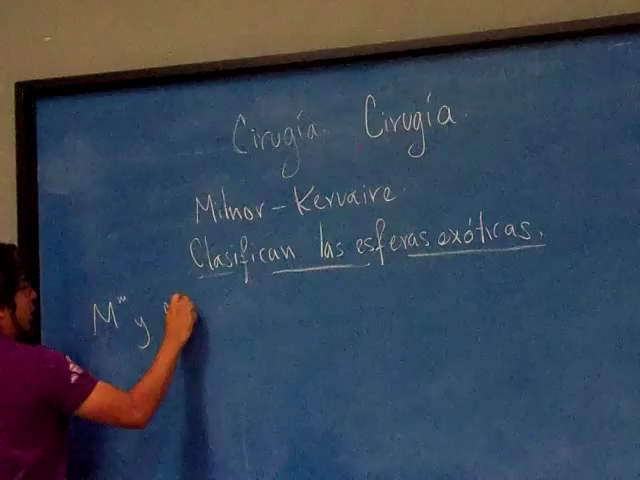 Cirugía. Cirugía
Milnor - Kervaire
Clasifican las esferas exóticas.
Mᵐ y